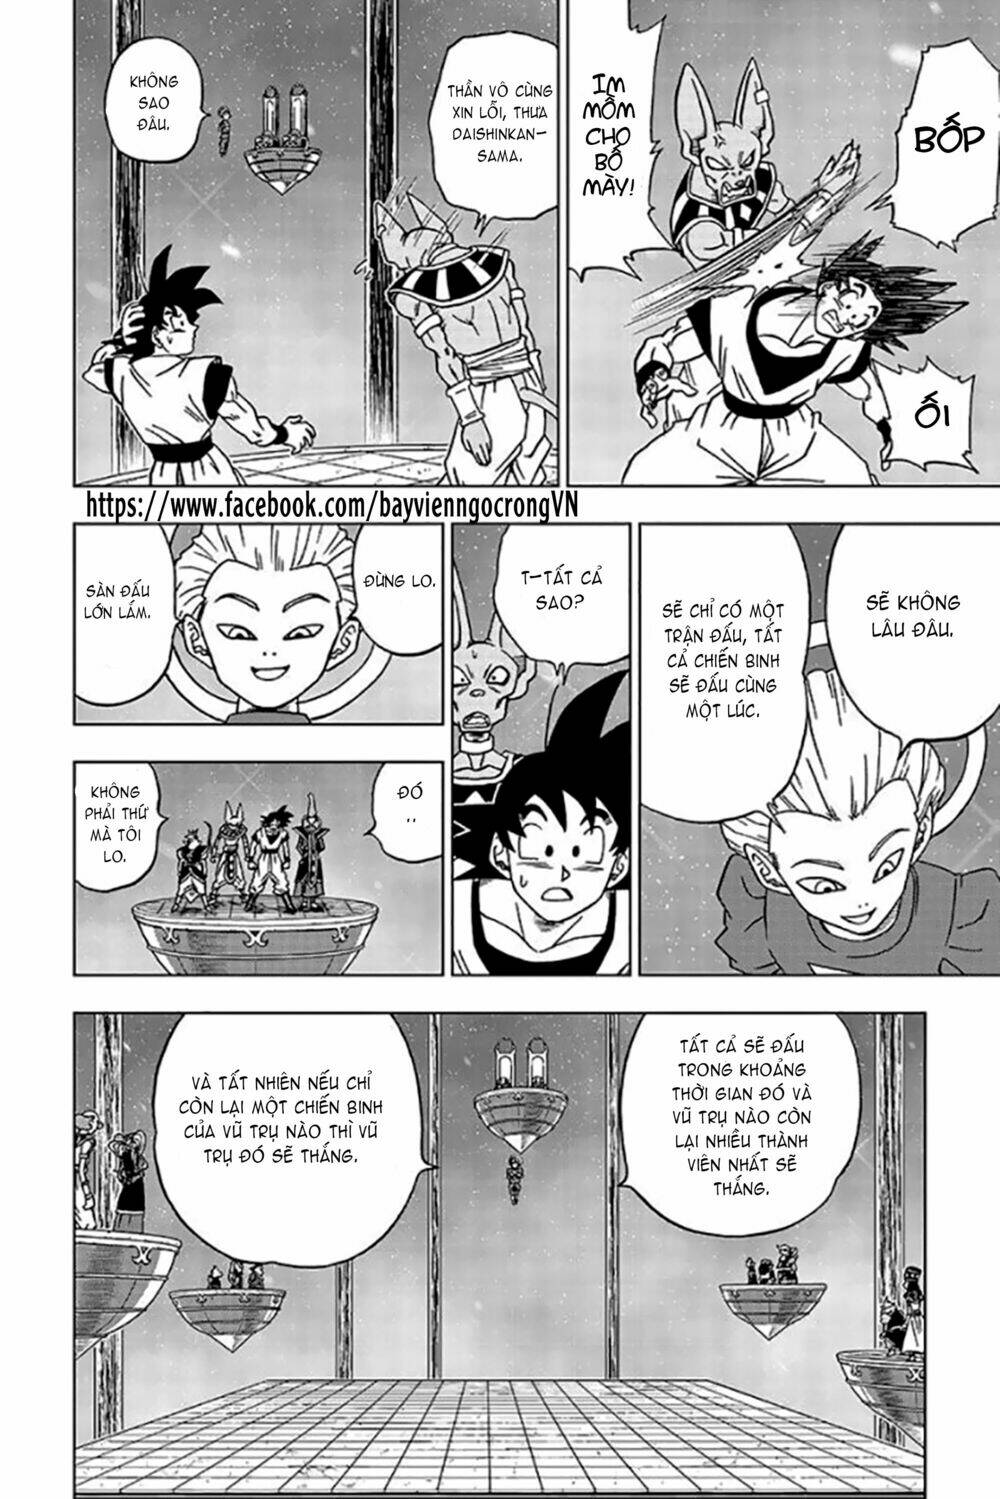 BỐP
IM
MỒM
CHO
BỐ
MÀY!
ỐI
THẦN VÔ CÙNG
XIN LỖI, THƯA
DAISHINKAN-
SAMA.
KHÔNG
SAO
ĐÂU.
https://www.facebook.com/bayvienngocrongVN
SẼ KHÔNG
LÂU ĐÂU.
SẼ CHỈ CÓ MỘT
TRẬN ĐẤU, TẤT
CẢ CHIẾN BINH
SẼ ĐẤU CÙNG
MỘT LÚC.
T-TẤT CẢ
SAO?
ĐỪNG LO.
SÀN ĐẤU
LỚN LẮM.
ĐÓ
..
KHÔNG
PHẢI THỨ
MÀ TÔI
LO.
TẤT CẢ SẼ ĐẤU
TRONG KHOẢNG
THỜI GIAN ĐÓ VÀ
VŨ TRỤ NÀO CÒN
LẠI NHIỀU THÀNH
VIÊN NHẤT SẼ
THẮNG.
VÀ TẤT NHIÊN NẾU CHỈ
CÒN LẠI MỘT CHIẾN BINH
CỦA VŨ TRỤ NÀO THÌ VŨ
TRỤ ĐÓ SẼ THẮNG.